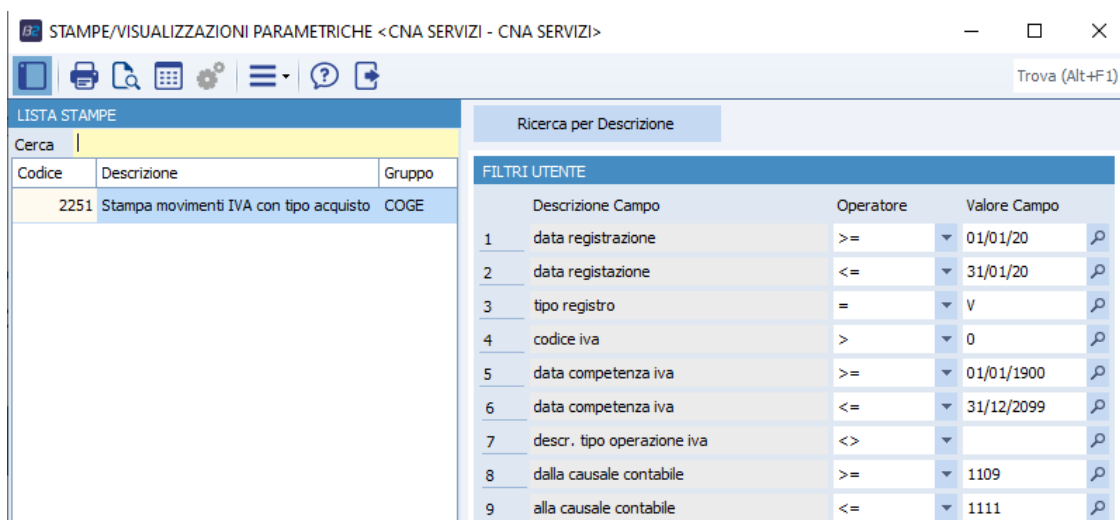 B2 STAMPE/VISUALIZZAZIONI PARAMETRICHE <CNA SERVIZI - CNA SERVIZI>
Trova (Alt+F1)
LISTA STAMPE
Cerca
Codice Descrizione Gruppo
2251 Stampa movimenti IVA con tipo acquisto COGE
Ricerca per Descrizione
FILTRI UTENTE
Descrizione Campo Operatore Valore Campo
1 data registrazione >= 01/01/20
2 data registazione <= 31/01/20
3 tipo registro = V
4 codice iva > 0
5 data competenza iva >= 01/01/1900
6 data competenza iva <= 31/12/2099
7 descr. tipo operazione iva <>
8 dalla causale contabile >= 1109
9 alla causale contabile <= 1111